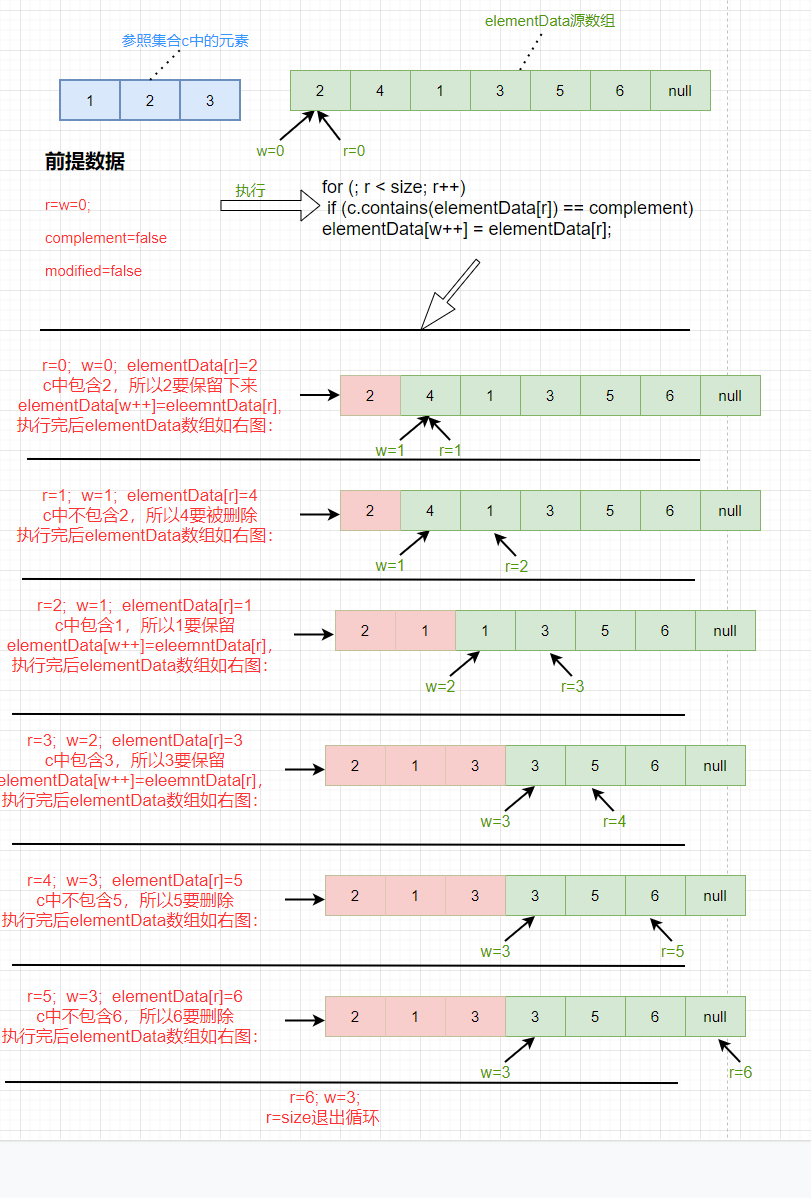 elementData源数组
参照集合c中的元素
1 2 3
2 4 1 3 5 6 null
w=0 r=0
前提数据
r=w=0;
complement=false
modified=false
执行
for (; r < size; r++)
if (c.contains(elementData[r]) == complement)
elementData[w++] = elementData[r];
r=0; w=0; elementData[r]=2
c中包含2，所以2要保留下来
elementData[w++]=eleemntData[r],
执行完后elementData数组如右图：
2 4 1 3 5 6 null
w=1 r=1
r=1; w=1; elementData[r]=4
c中不包含2，所以4要被删除
执行完后elementData数组如右图：
2 4 1 3 5 6 null
w=1 r=2
r=2; w=1; elementData[r]=1
c中包含1，所以1要保留
elementData[w++]=eleemntData[r],
执行完后elementData数组如右图：
2 1 1 3 5 6 null
w=2 r=3
r=3; w=2; elementData[r]=3
c中包含3，所以3要保留
elementData[w++]=eleemntData[r],
执行完后elementData数组如右图：
2 1 3 3 5 6 null
w=3 r=4
r=4; w=3; elementData[r]=5
c中不包含5，所以5要删除
执行完后elementData数组如右图：
2 1 3 3 5 6 null
w=3 r=5
r=5; w=3; elementData[r]=6
c中不包含6，所以6要删除
执行完后elementData数组如右图：
2 1 3 3 5 6 null
w=3 r=6
r=6; w=3;
r=size退出循环